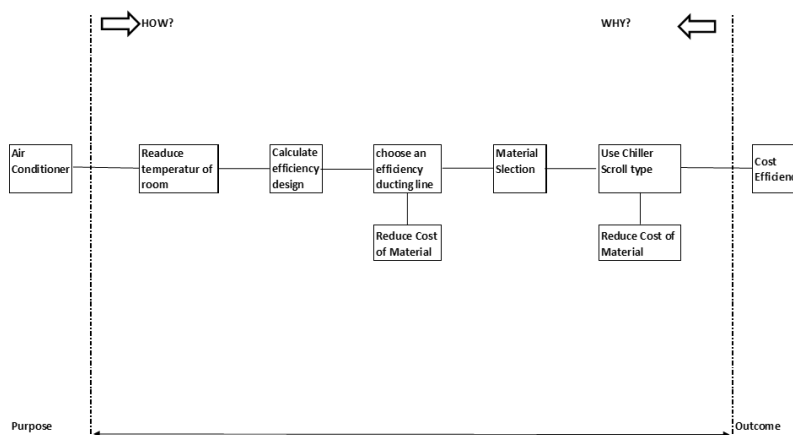 HOW?
WHY?
Air
Conditioner
Readuce
temperatur of
room
Calculate
efficiency
design
choose an
efficiency
ducting line
Material
Slection
Use Chiller
Scroll type
Cost
Efficienc
Reduce Cost
of Material
Reduce Cost of
Material
Purpose
Outcome